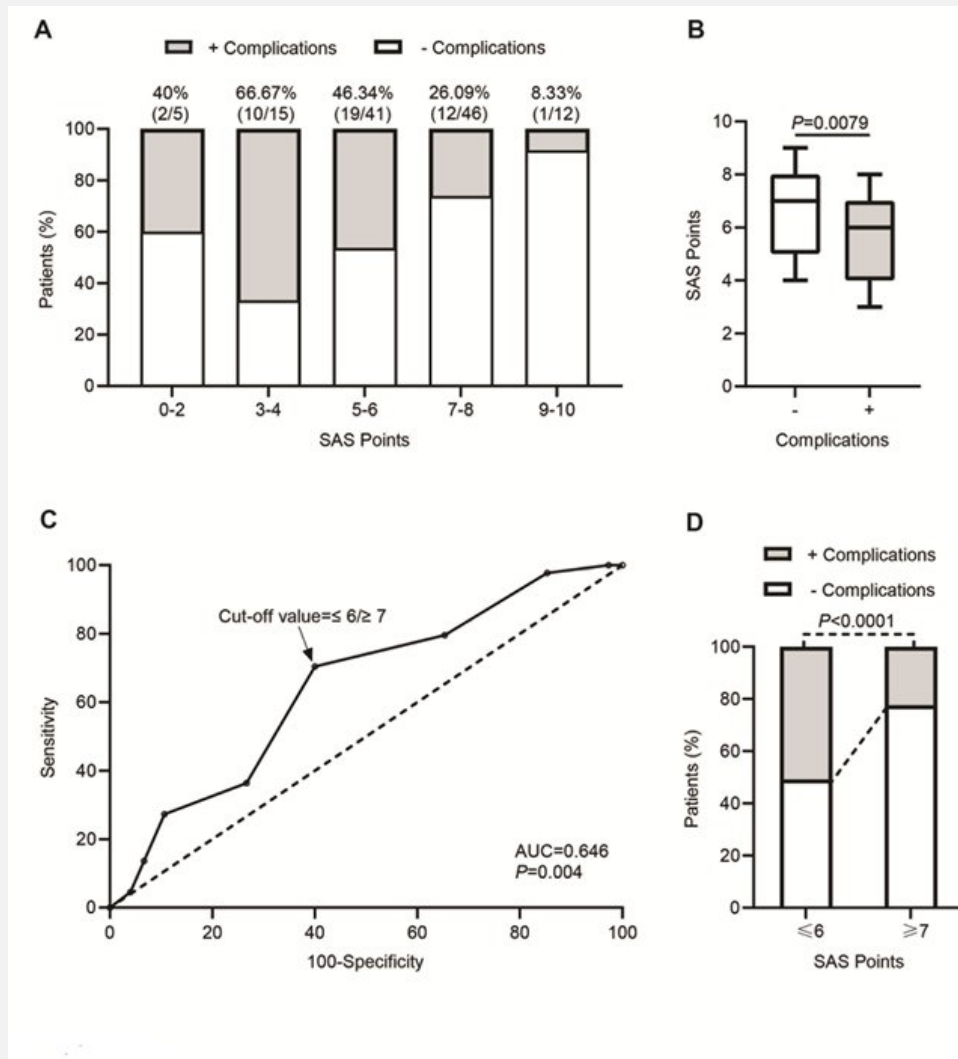 A
+ Complications
- Complications
40% 66.67% 46.34% 26.09% 8.33%
(2/5) (10/15) (19/41) (12/46) (1/12)
100
80
60
40
20
0
Patients (%)
0-2 3-4 5-6 7-8 9-10
SAS Points
B
P=0.0079
10
8
6
4
2
0
SAS Points
- +
Complications
C
100
80
60
40
20
0
Sensitivity
Cut-off value=≤ 6/≥ 7
AUC=0.646
P=0.004
0 20 40 60 80 100
100-Specificity
D
+ Complications
- Complications
P<0.0001
100
80
60
40
20
0
Patients (%)
≤6 ≥7
SAS Points